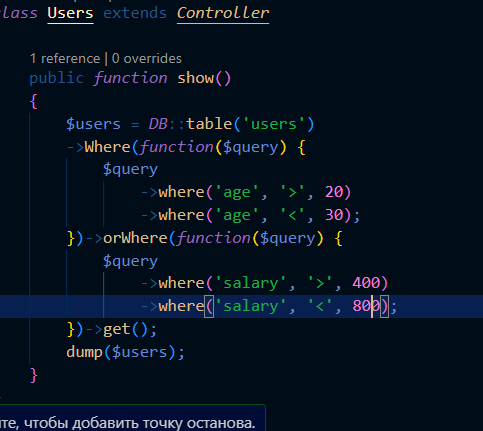 class Users extends Controller
1 reference | 0 overrides
public function show()
{
$users = DB::table('users')
->Where(function($query) {
$query
->where('age', '>', 20)
->where('age', '<', 30);
})->orWhere(function($query) {
$query
->where('salary', '>', 400)
->where('salary', '<', 800);
})->get();
dump($users);
}
те, чтобы добавить точку останова.